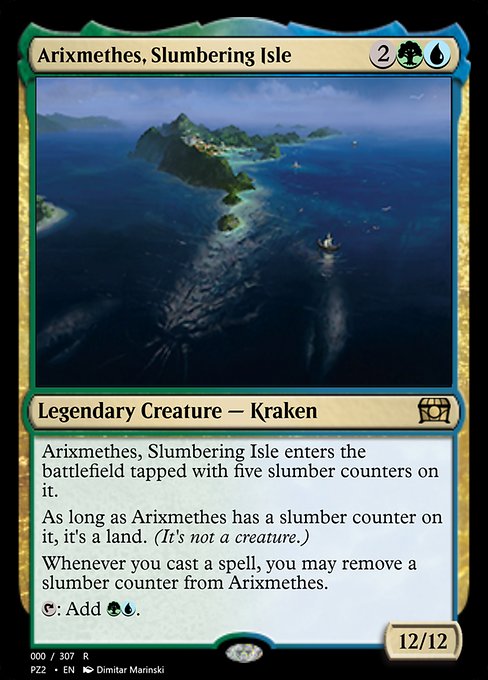 Arixmethes, Slumbering Isle 2
Legendary Creature — Kraken
Arixmethes, Slumbering Isle enters the
battlefield tapped with five slumber counters on
it.
As long as Arixmethes has a slumber counter on
it, it's a land. (It's not a creature.)
Whenever you cast a spell, you may remove a
slumber counter from Arixmethes.
: Add .
12/12
000 / 307 R
PZ2 • EN Dimitar Marinski